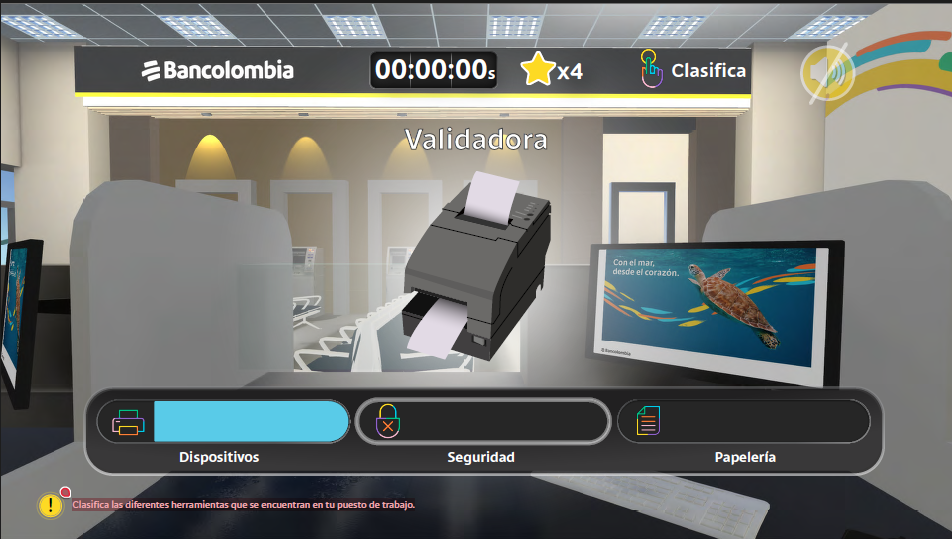 Bancolombia
00:00:00s
x4
Clasifica
Validadora
Con el mar,
desde el corazón.
Bancolombia
Dispositivos
Seguridad
Papelería
Clasifica las diferentes herramientas que se encuentran en tu puesto de trabajo.